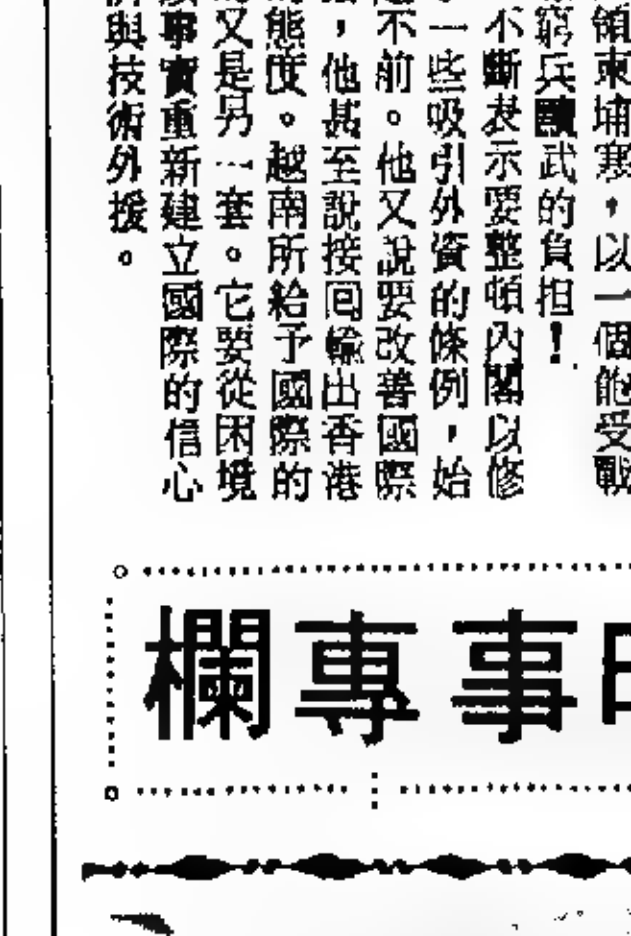 領柬埔寨，以一個能受戰
窮兵黷武的負担！
不斷表示要整頓內閣以修
一些吸引外資的條例，始
不前。他又說要改善國際
，他甚至說接回輸出香港
態度。越南所給予國際的
又是另一套。它要從困境
事實重新建立國際的信心
與技術外援。
事專欄